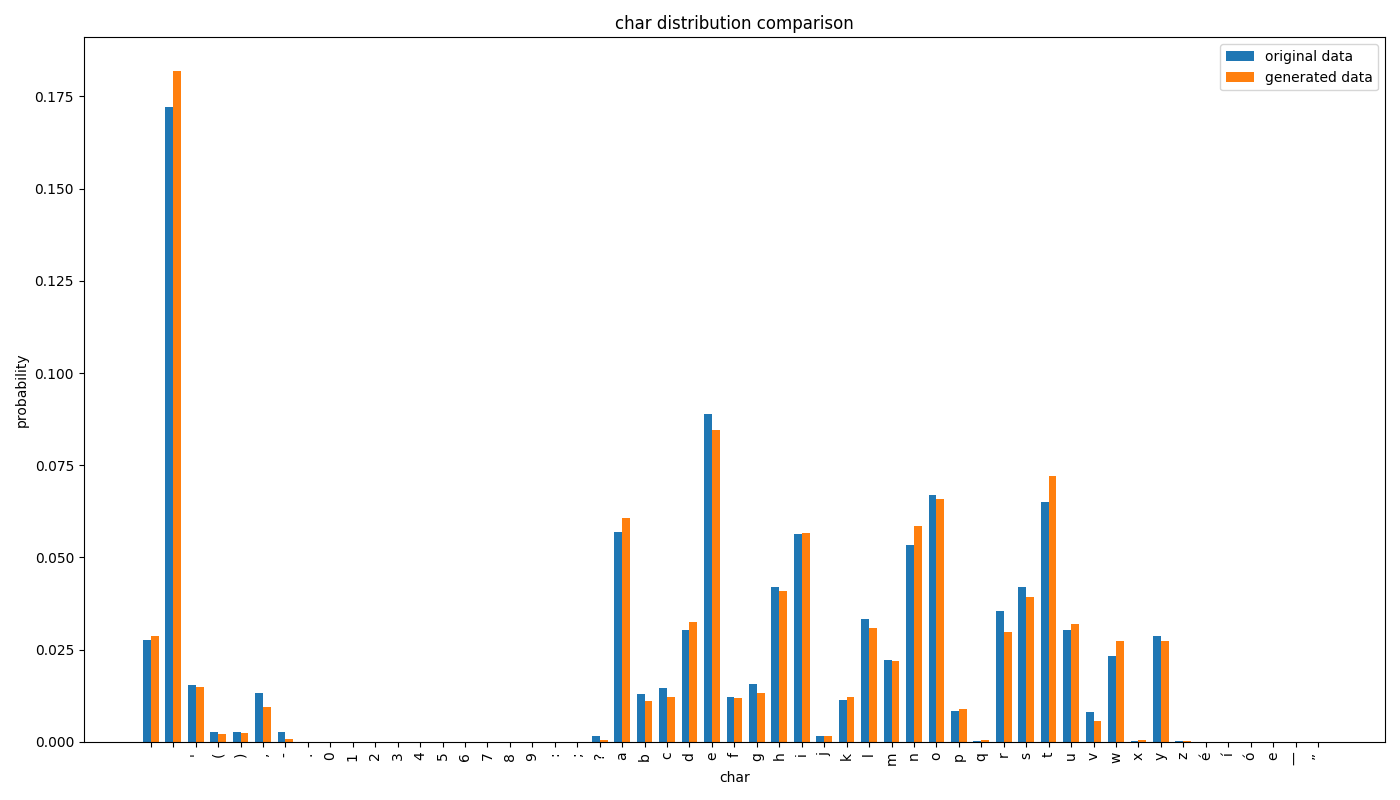 char distribution comparison
original data
generated data
probability
0.175
0.150
0.125
0.100
0.075
0.050
0.025
0.000
' ( ) , - . 0 1 2 3 4 5 6 7 8 9 : ; ? a b c d e f g h i j k l m n o p q r s t u v w x y z é í ó е — ”
char